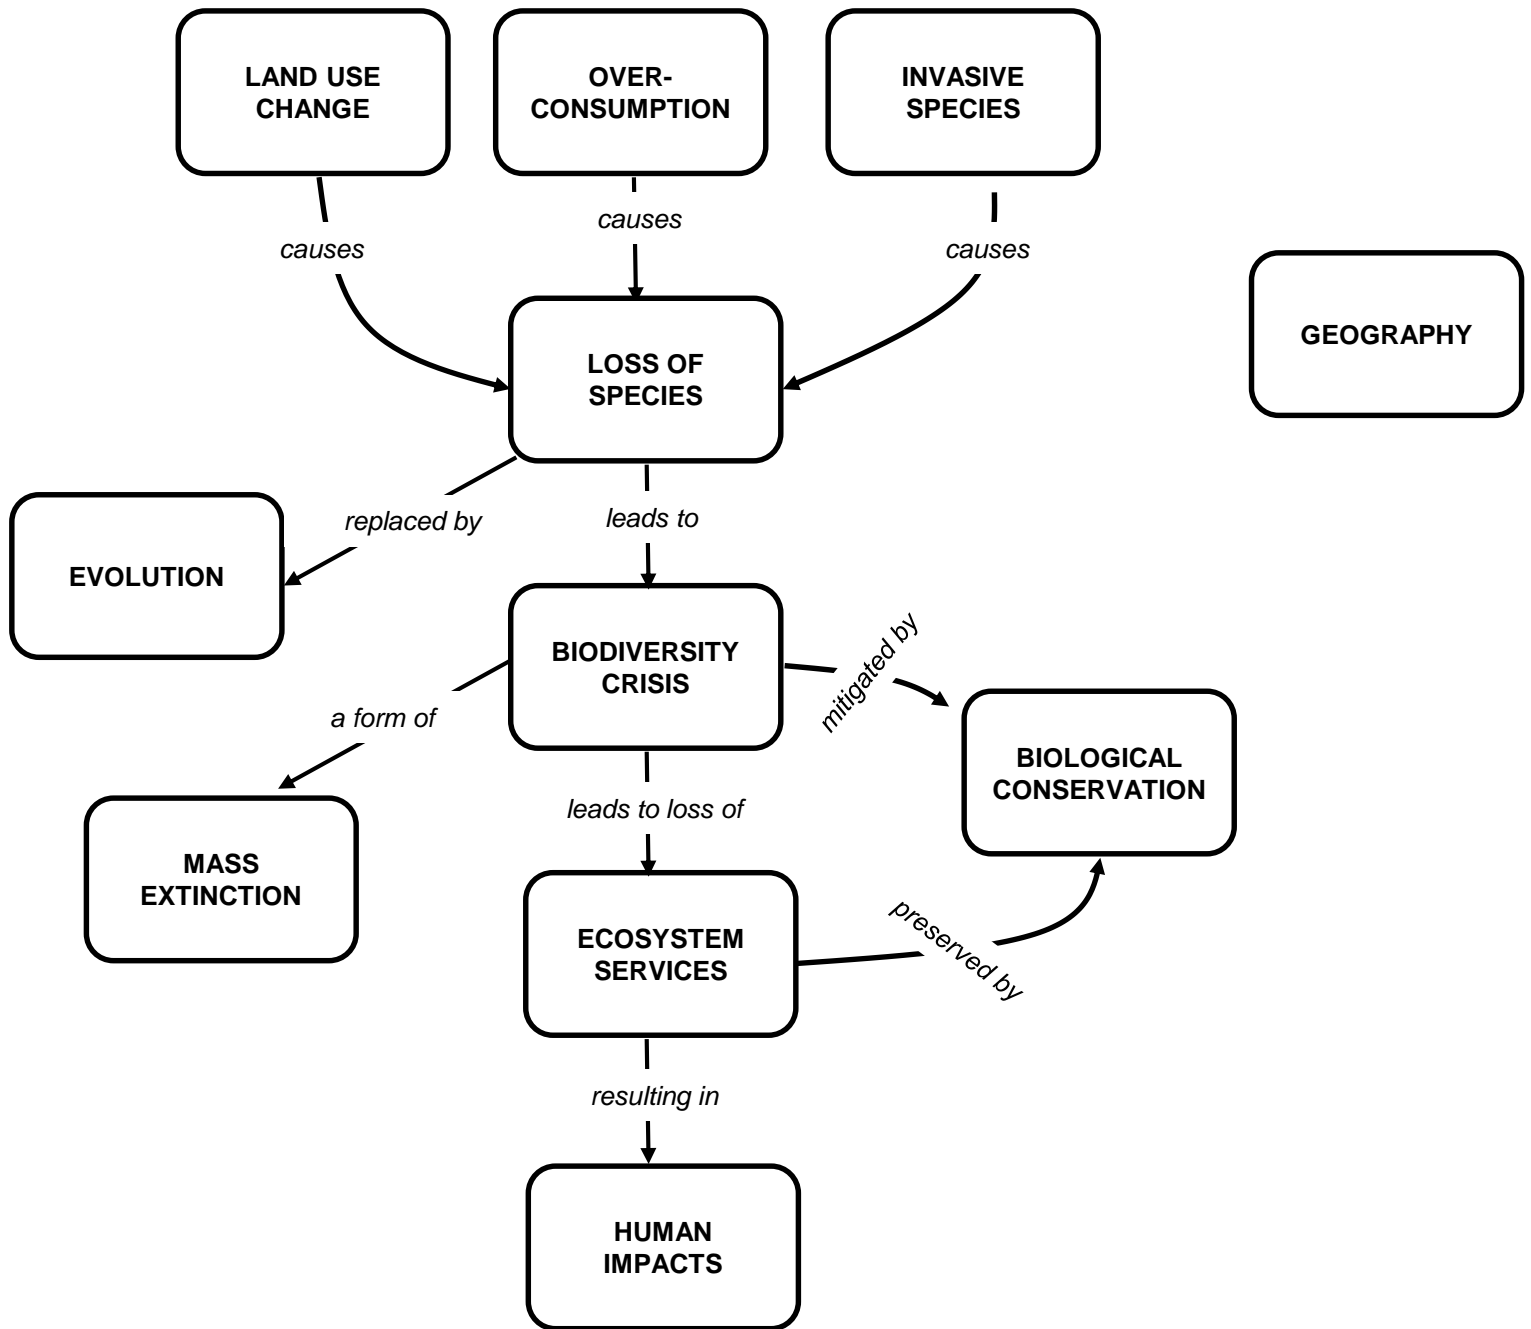 LAND USE
CHANGE
OVER-
CONSUMPTION
INVASIVE
SPECIES
causes
causes
causes
GEOGRAPHY
LOSS OF
SPECIES
replaced by
leads to
EVOLUTION
BIODIVERSITY
CRISIS
mitigated by
a form of
BIOLOGICAL
CONSERVATION
leads to loss of
MASS
EXTINCTION
ECOSYSTEM
SERVICES
preserved by
resulting in
HUMAN
IMPACTS